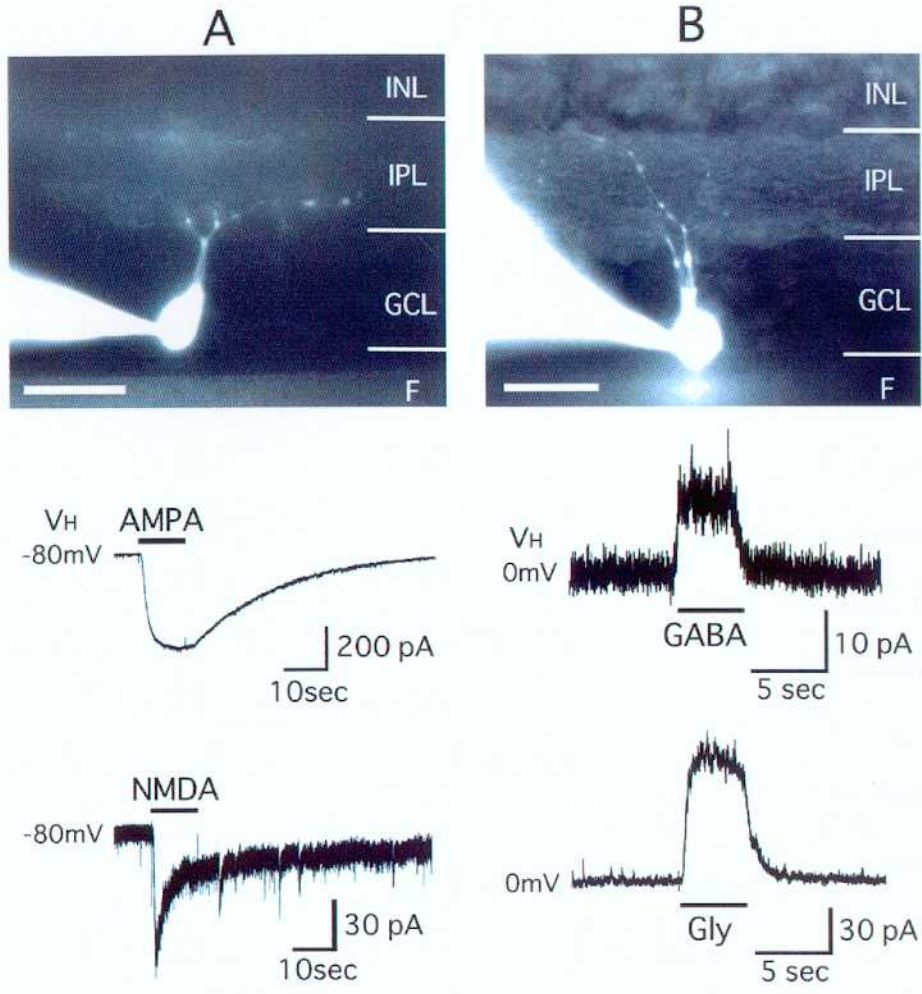 A
INL
IPL
GCL
F
VH
AMPA
-80mV
200 pA
10sec
NMDA
-80mV
30 pA
10sec
B
INL
IPL
GCL
F
VH
0mV
GABA
10 pA
5 sec
0mV
Gly
30 pA
5 sec